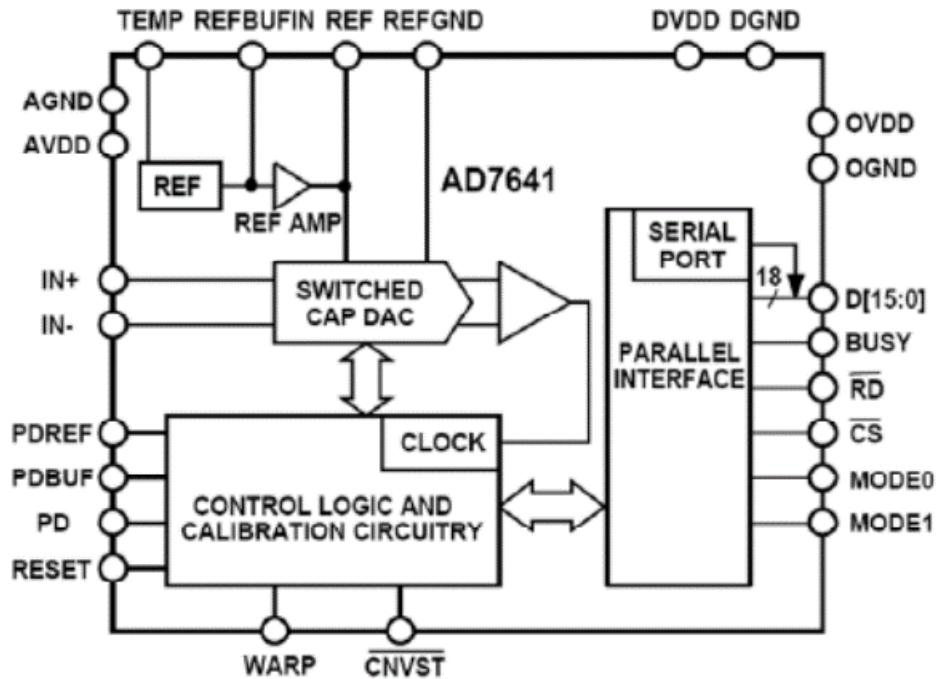 TEMP REFBUFIN REF REFGND DVDD DGND
AGND
AVDD
OVDD
OGND
REF
REF AMP
AD7641
SERIAL
PORT
18
IN+
IN-
SWITCHED
CAP DAC
D[15:0]
BUSY
PARALLEL
INTERFACE
RD
CS
MODE0
MODE1
PDREF
PDBUF
PD
RESET
CLOCK
CONTROL LOGIC AND
CALIBRATION CIRCUITRY
WARP
CNVST